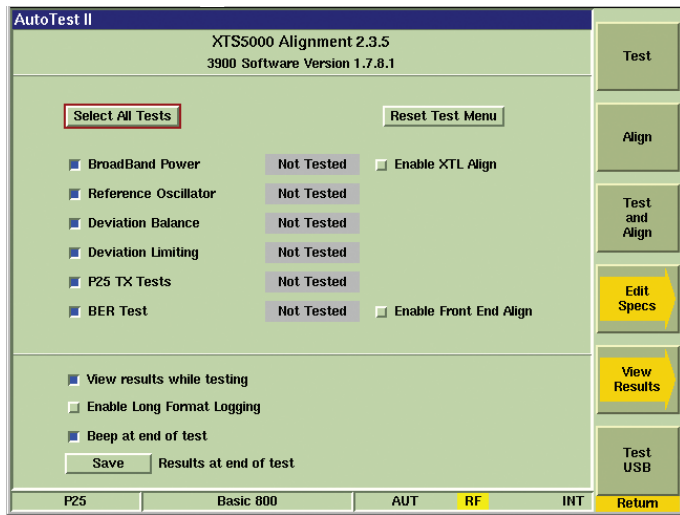 AutoTest II
XTS5000 Alignment 2.3.5
3900 Software Version 1.7.8.1
Select All Tests
Reset Test Menu
BroadBand Power Not Tested Enable XTL Align
Reference Oscillator Not Tested
Deviation Balance Not Tested
Deviation Limiting Not Tested
P25 TX Tests Not Tested
BER Test Not Tested Enable Front End Align
View results while testing
Enable Long Format Logging
Beep at end of test
Save Results at end of test
P25 Basic 800 AUT RF INT
Test
Align
Test
and
Align
Edit
Specs
View
Results
Test
USB
Return